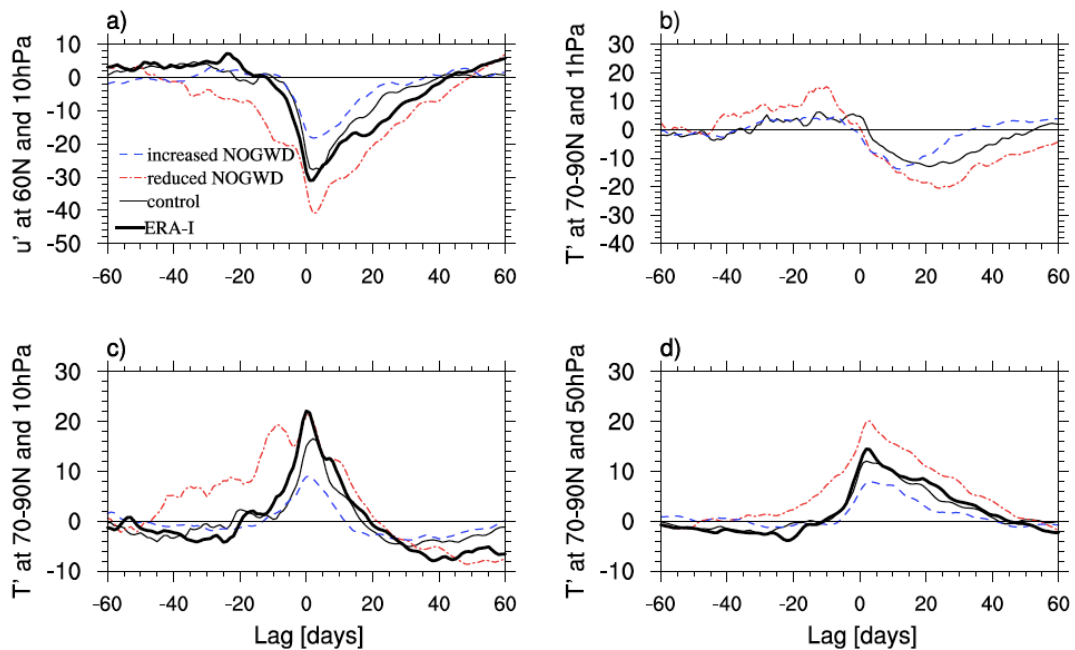 a)
u' at 60N and 10hPa
10
0
-10
-20
-30
-40
-50
increased NOGWD
reduced NOGWD
control
ERA-I
-60 -40 -20 0 20 40 60
b)
T' at 70-90N and 1hPa
30
20
10
0
-10
-20
-30
-40
-60 -40 -20 0 20 40 60
c)
T' at 70-90N and 10hPa
30
20
10
0
-10
-60 -40 -20 0 20 40 60
Lag [days]
d)
T' at 70-90N and 50hPa
30
20
10
0
-10
-60 -40 -20 0 20 40 60
Lag [days]